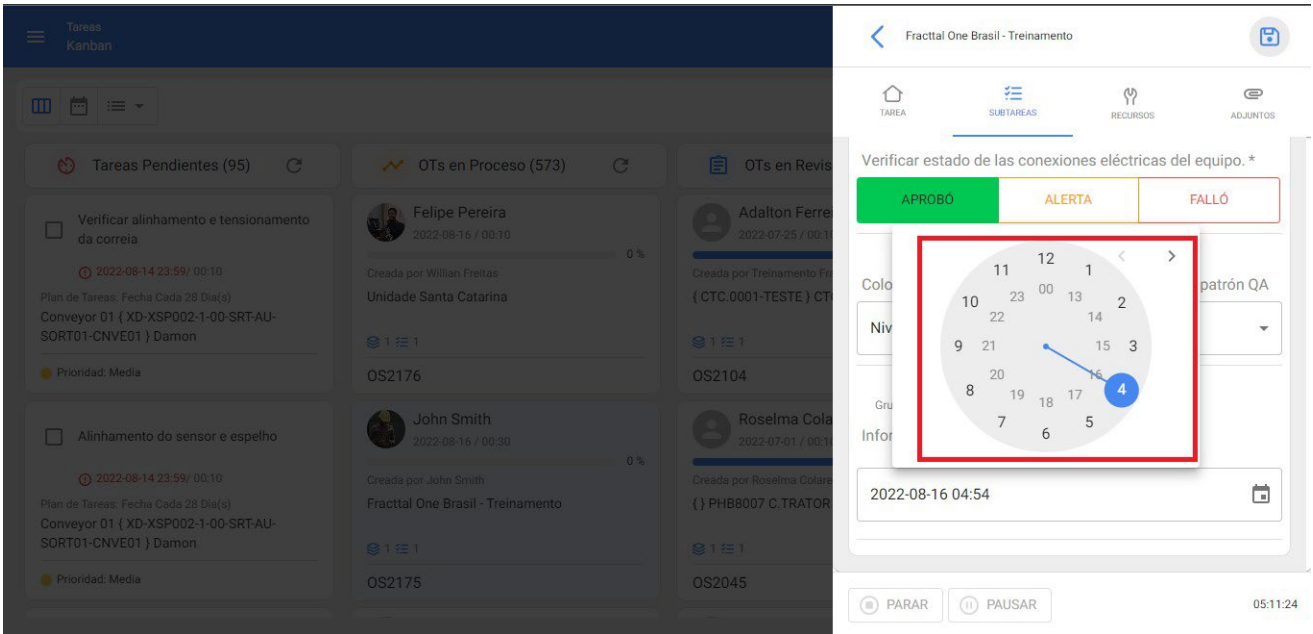 Tareas
Kanban
Tareas Pendientes (95)
Verificar alinhamento e tensionamento
da correia
2022-08-14 23:59/ 00:10
Plan de Tareas: Fecha Cada 28 Dia(s)
Conveyor 01 { XD-XSP002-1-00-SRT-AU-
SORT01-CNVE01 } Damon
Prioridad: Media
Alinhamento do sensor e espelho
2022-08-14 23:59/ 00:10
Plan de Tareas: Fecha Cada 28 Dia(s)
Conveyor 01 { XD-XSP002-1-00-SRT-AU-
SORT01-CNVE01 } Damon
Prioridad: Media
OTs en Proceso (573)
Felipe Pereira
2022-08-16 / 00:10
0 %
Creada por Willian Freitas
Unidade Santa Catarina
1 1
OS2176
John Smith
2022-08-16 / 00:30
0 %
Creada por John Smith
Fracttal One Brasil - Treinamento
1 1
OS2175
OTs en Revis
Adalton Ferrei
2022-07-25 / 00:10
Creada por Treinamento Fra
{ CTC.0001-TESTE } CT
1 1
OS2104
Roselma Cola
2022-07-01 / 00:10
Creada por Roselma Colare
{ } PHB8007 C.TRATOR
1 1
OS2045
Fracttal One Brasil - Treinamento
TAREA
SUBTAREAS
RECURSOS
ADJUNTOS
Verificar estado de las conexiones eléctricas del equipo. *
APROBÓ
ALERTA
FALLÓ
Colo
patrón QA
Niv
Gru
Infor
12
11 1
00
23 13
10 2
22 14
9 21 15 3
20 16
8 4
19 17
18
7 5
6
2022-08-16 04:54
PARAR
PAUSAR
05:11:24